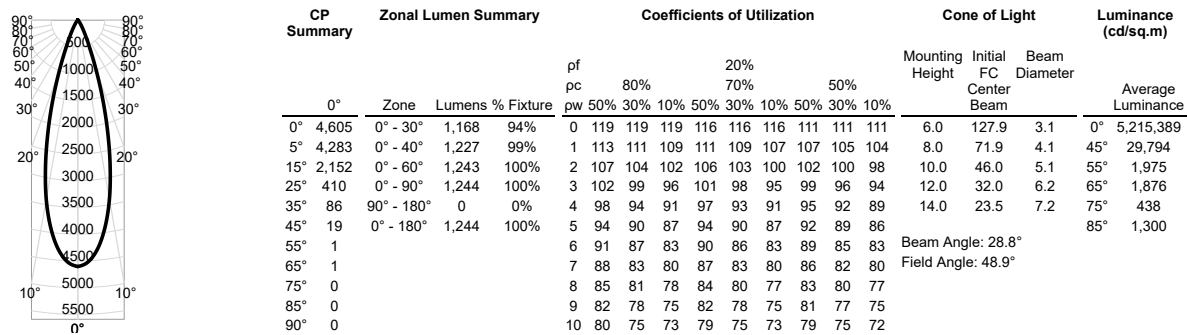 90° 90°
80° 80°
70° 70°
60° 500 60°
50° 50°
1000
40° 40°
1500
30° 30°
2000
2500
20° 20°
3000
3500
4000
4500
5000
10° 10°
5500
0°
CP Summary
0°
0° 4,605
5° 4,283
15° 2,152
25° 410
35° 86
45° 19
55° 1
65° 1
75° 0
85° 0
90° 0
Zonal Lumen Summary
Zone Lumens % Fixture
0° - 30° 1,168 94%
0° - 40° 1,227 99%
0° - 60° 1,243 100%
0° - 90° 1,244 100%
90° - 180° 0 0%
0° - 180° 1,244 100%
Coefficients of Utilization
ρf 20%
ρc 80% 70% 50%
ρw 50% 30% 10% 50% 30% 10% 50% 30% 10%
0 119 119 119 116 116 116 111 111 111
1 113 111 109 111 109 107 107 105 104
2 107 104 102 106 103 100 102 100 98
3 102 99 96 101 98 95 99 96 94
4 98 94 91 97 93 91 95 92 89
5 94 90 87 94 90 87 92 89 86
6 91 87 83 90 86 83 89 85 83
7 88 83 80 87 83 80 86 82 80
8 85 81 78 84 80 77 83 80 77
9 82 78 75 82 78 75 81 77 75
10 80 75 73 79 75 73 79 75 72
Cone of Light
Mounting Height Initial FC Center Beam Beam Diameter
6.0 127.9 3.1
8.0 71.9 4.1
10.0 46.0 5.1
12.0 32.0 6.2
14.0 23.5 7.2
Beam Angle: 28.8°
Field Angle: 48.9°
Luminance
(cd/sq.m)
Average
Luminance
0° 5,215,389
45° 29,794
55° 1,975
65° 1,876
75° 438
85° 1,300